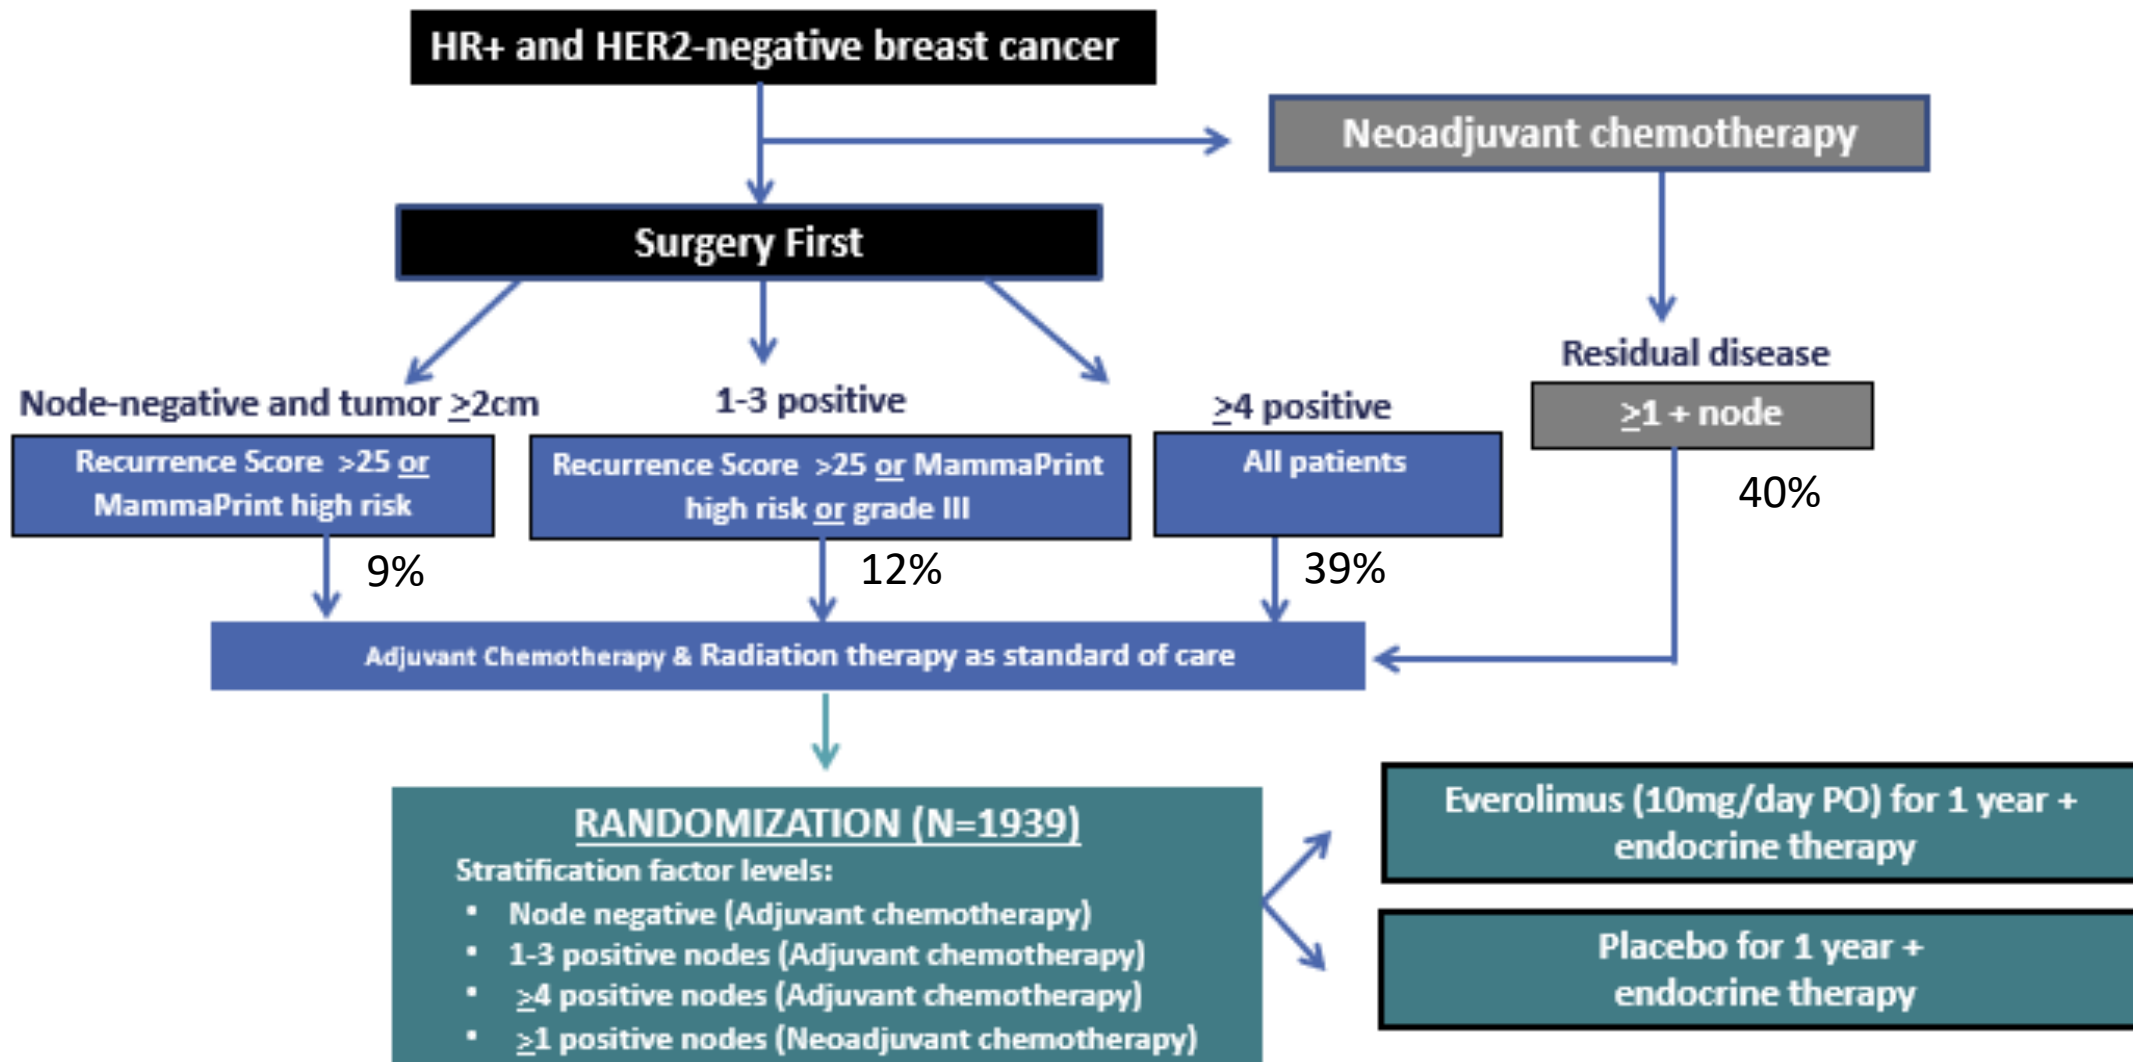 HR+ and HER2-negative breast cancer
Neoadjuvant chemotherapy
Surgery First
Residual disease
≥1 + node
40%
Node-negative and tumor ≥2cm
Recurrence Score >25 or
MammaPrint high risk
9%
1-3 positive
Recurrence Score >25 or MammaPrint
high risk or grade III
12%
≥4 positive
All patients
39%
Adjuvant Chemotherapy & Radiation therapy as standard of care
RANDOMIZATION (N=1939)
Stratification factor levels:
▪ Node negative (Adjuvant chemotherapy)
▪ 1-3 positive nodes (Adjuvant chemotherapy)
▪ ≥4 positive nodes (Adjuvant chemotherapy)
▪ ≥1 positive nodes (Neoadjuvant chemotherapy)
Everolimus (10mg/day PO) for 1 year +
endocrine therapy
Placebo for 1 year +
endocrine therapy